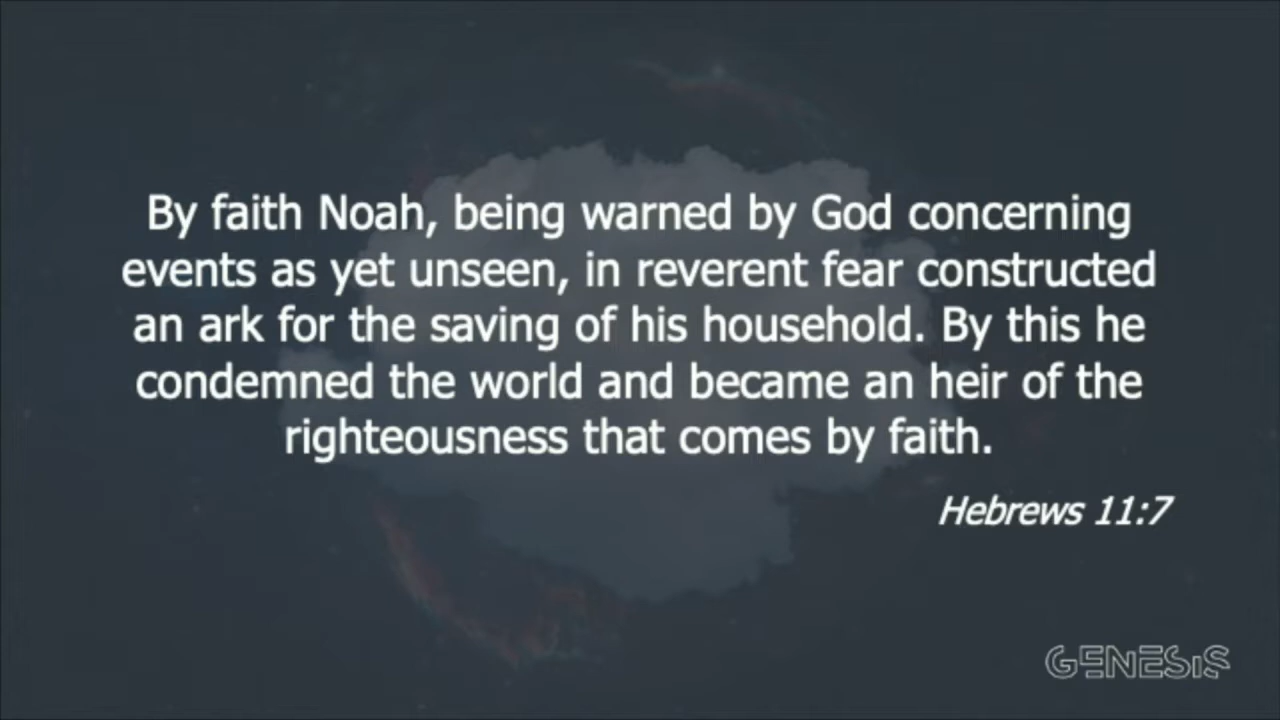 By faith Noah, being warned by God concerning
events as yet unseen, in reverent fear constructed
an ark for the saving of his household. By this he
condemned the world and became an heir of the
righteousness that comes by faith.
Hebrews 11:7
GENESIS